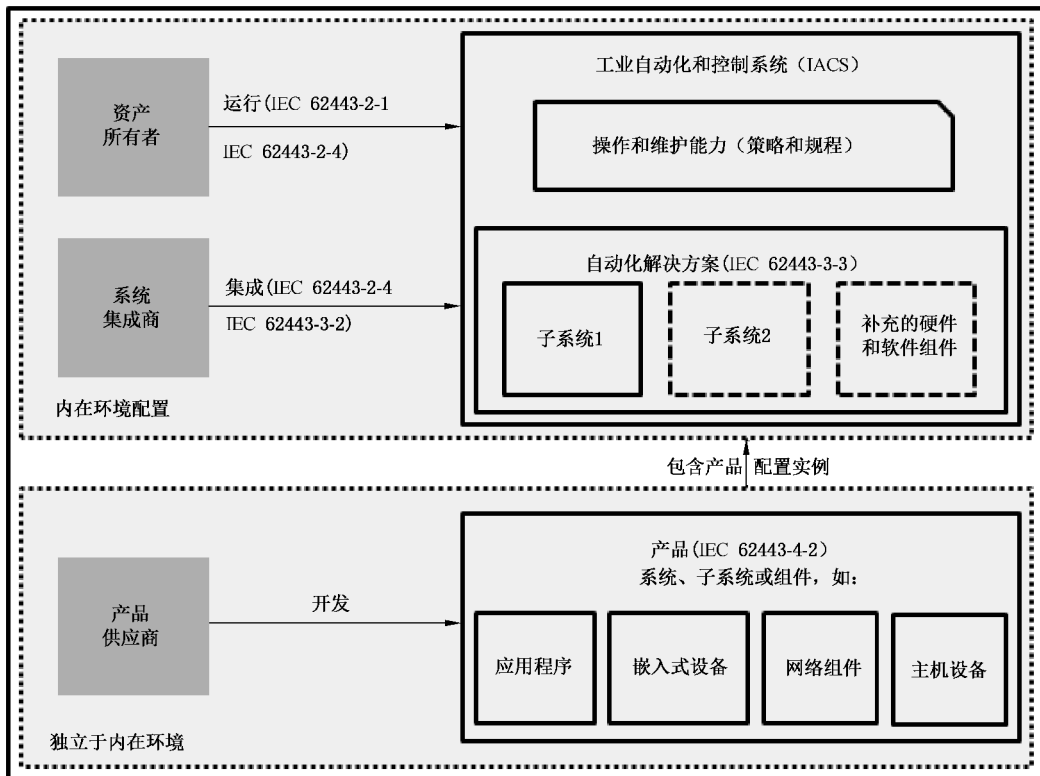 工业自动化和控制系统（IACS）
资产
所有者
运行(IEC 62443-2-1
IEC 62443-2-4)
操作和维护能力（策略和规程）
系统
集成商
集成(IEC 62443-2-4
IEC 62443-3-2)
自动化解决方案(IEC 62443-3-3)
子系统1
子系统2
补充的硬件
和软件组件
内在环境配置
包含产品 配置实例
产品(IEC 62443-4-2)
系统、子系统或组件，如：
产品
供应商
开发
应用程序
嵌入式设备
网络组件
主机设备
独立于内在环境